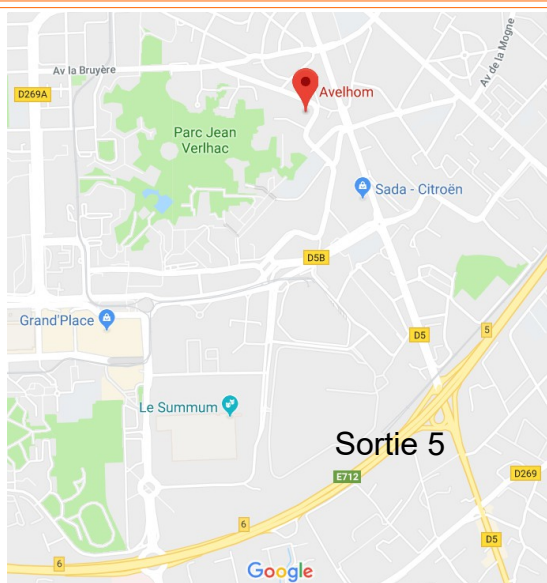 Av de la Mogne
Av la Bruyère
D269A
Avelhom
Parc Jean
Verlhac
Sada - Citroën
D5B
Grand'Place
5
D5
Le Summum
Sortie 5
E712
D269
6
D5
6
Google